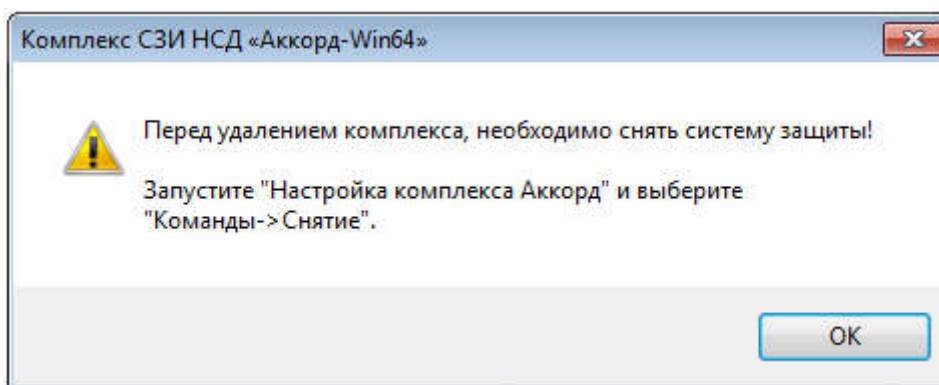 Комплекс СЗИ НСД «Аккорд-Win64»
Перед удалением комплекса, необходимо снять систему защиты!
Запустите "Настройка комплекса Аккорд" и выберите
"Команды->Снятие".
OK